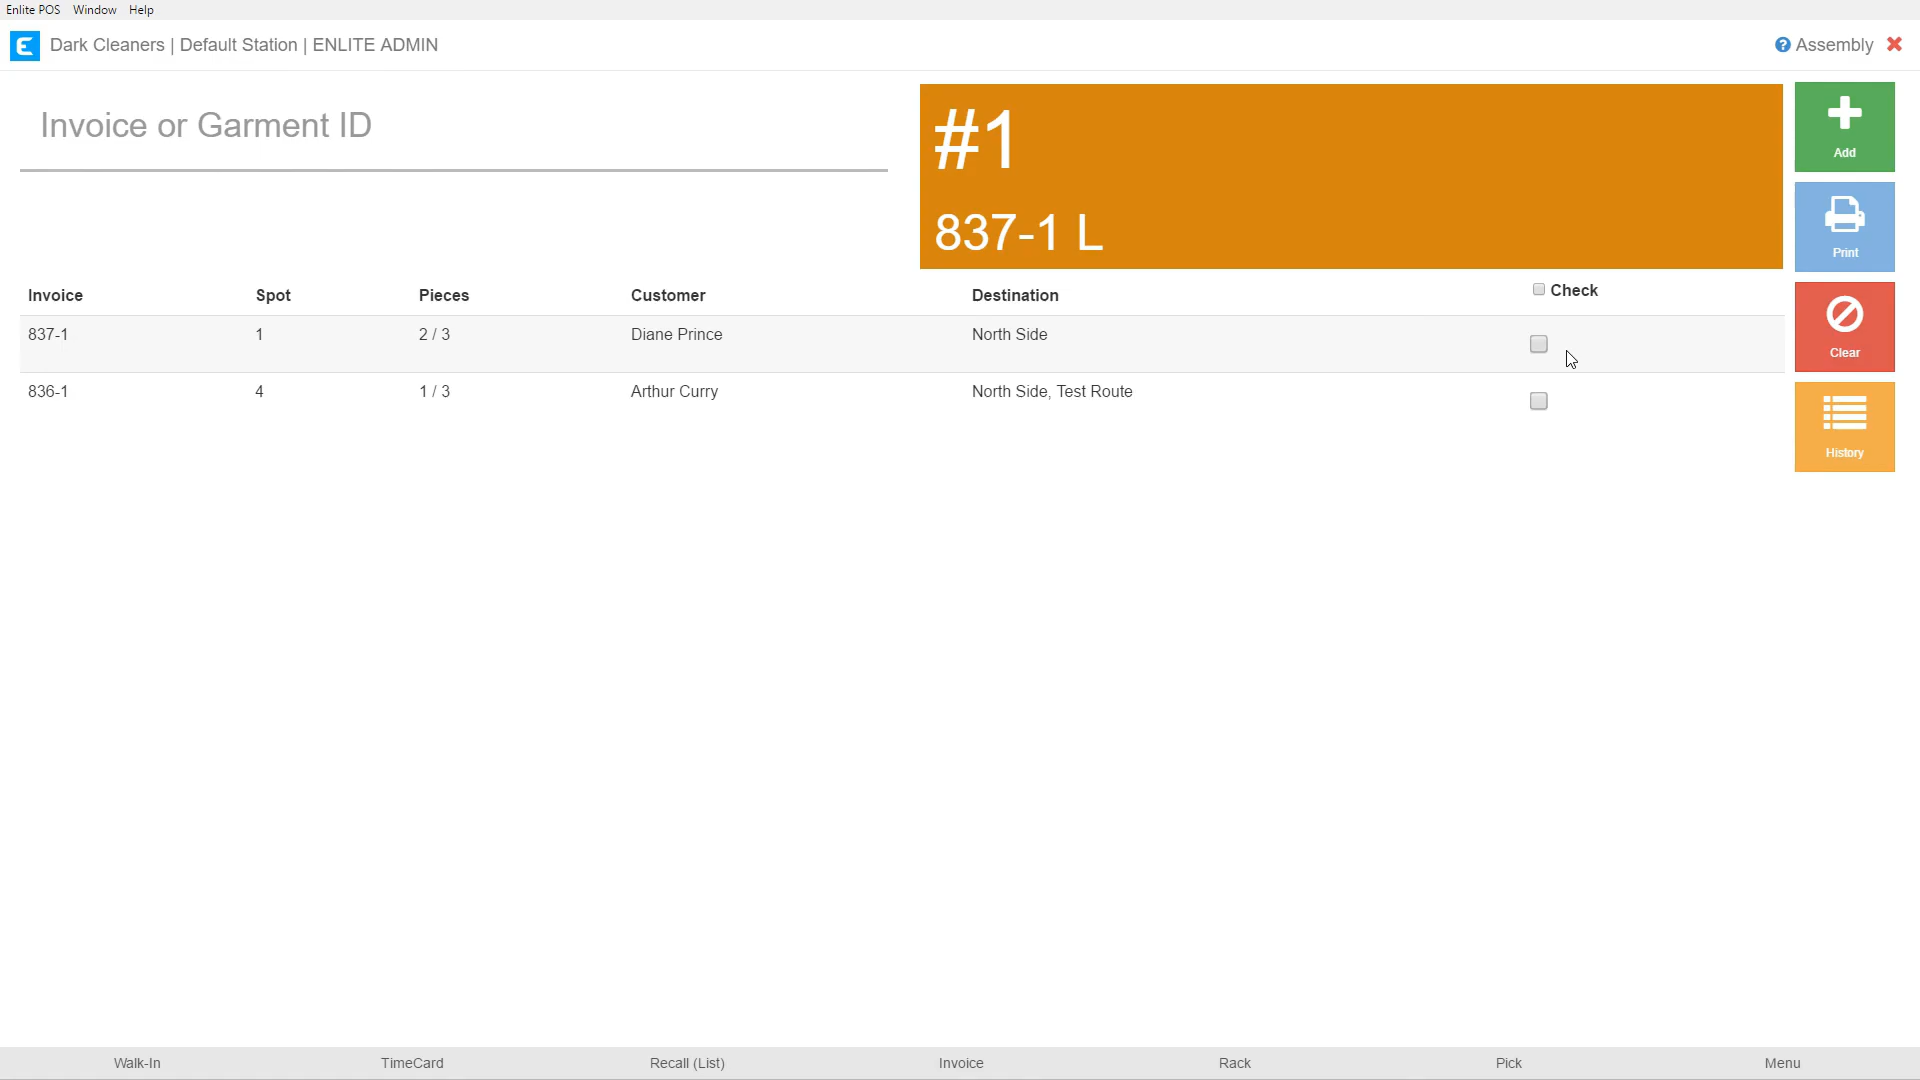 Enlite POS Window Help
Dark Cleaners | Default Station | ENLITE ADMIN
Assembly
Invoice or Garment ID
#1
837-1 L
Add
Print
Clear
History
Invoice Spot Pieces Customer Destination Check
837-1 1 2 / 3 Diane Prince North Side
836-1 4 1 / 3 Arthur Curry North Side, Test Route
Walk-In TimeCard Recall (List) Invoice Rack Pick Menu